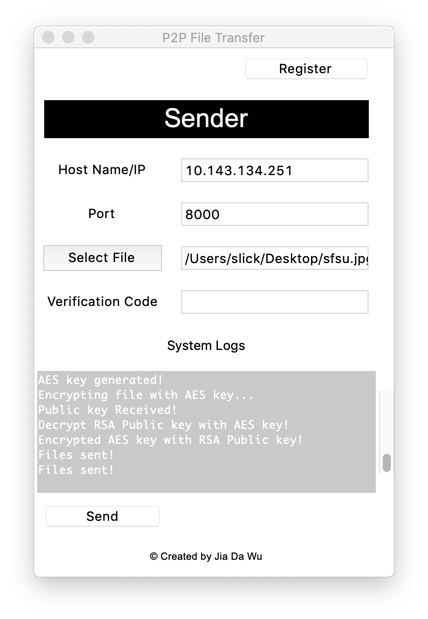 P2P File Transfer
Register
Sender
Host Name/IP
10.143.134.251
Port
8000
Select File
/Users/slick/Desktop/sfsu.jpg
Verification Code
System Logs
AES key generated!
Encrypting file with AES key...
Public key Received!
Decrypt RSA Public key with AES key!
Encrypted AES key with RSA Public key!
Files sent!
Files sent!
Send
© Created by Jia Da Wu